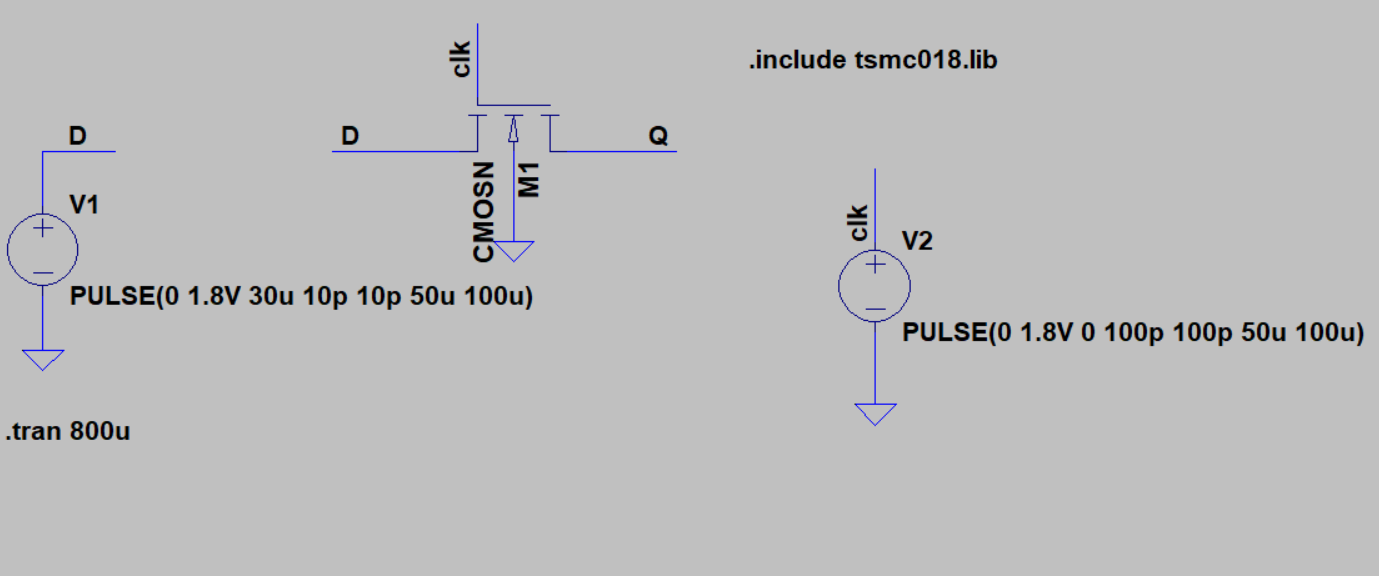 clk
.include tsmc018.lib
D
D
Q
V1
CMOSN
M1
clk
V2
PULSE(0 1.8V 30u 10p 10p 50u 100u)
PULSE(0 1.8V 0 100p 100p 50u 100u)
.tran 800u